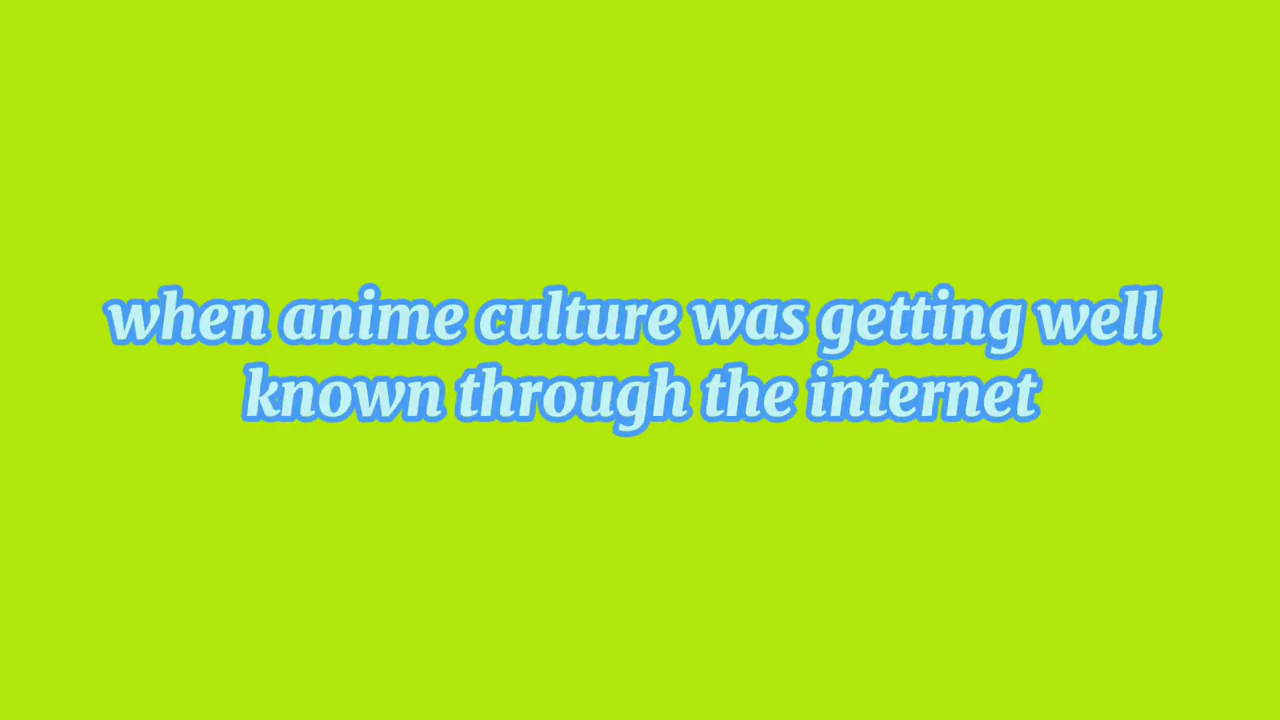 when anime culture was getting well
known through the internet